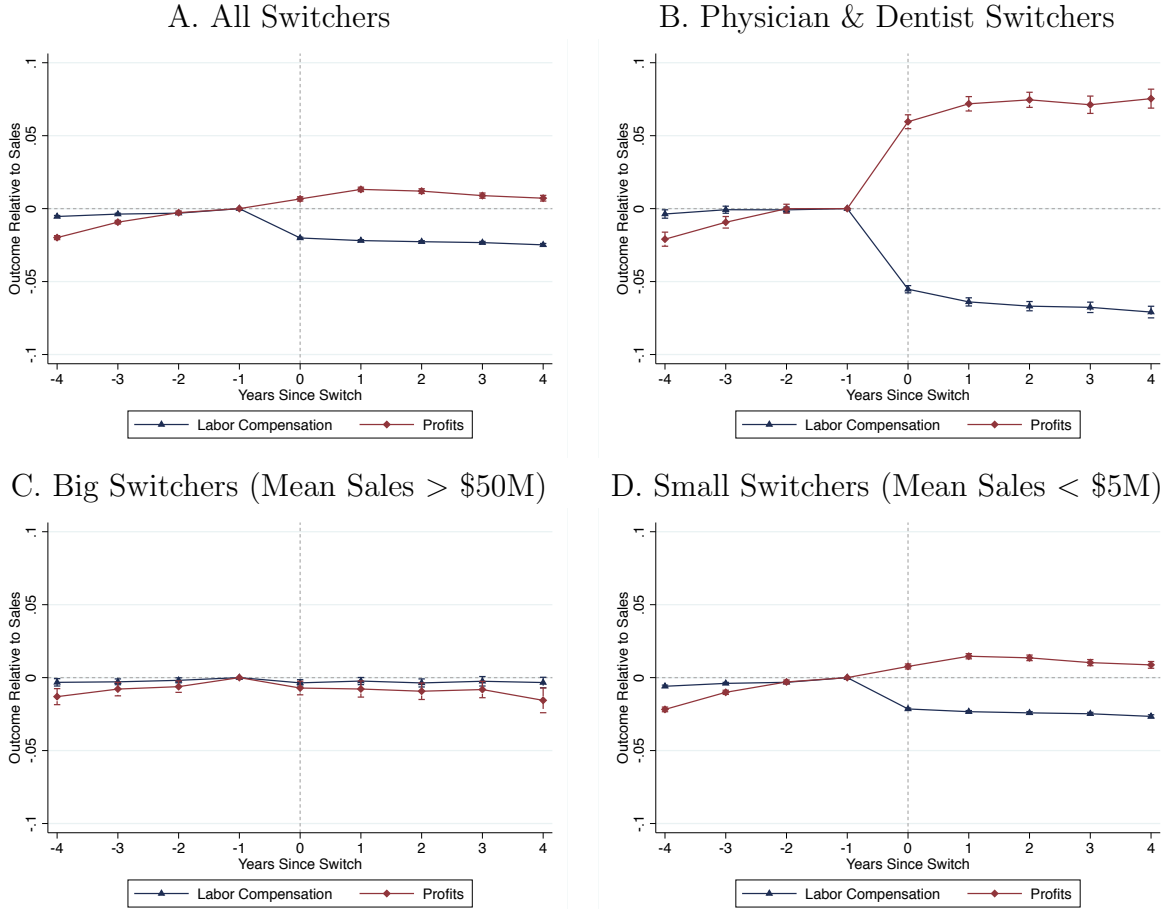 A. All Switchers
Outcome Relative to Sales
.1
.05
0
-.05
-.1
-4 -3 -2 -1 0 1 2 3 4
Years Since Switch
Labor Compensation Profits
B. Physician & Dentist Switchers
Outcome Relative to Sales
.1
.05
0
-.05
-.1
-4 -3 -2 -1 0 1 2 3 4
Years Since Switch
Labor Compensation Profits
C. Big Switchers (Mean Sales > $50M)
Outcome Relative to Sales
.1
.05
0
-.05
-.1
-4 -3 -2 -1 0 1 2 3 4
Years Since Switch
Labor Compensation Profits
D. Small Switchers (Mean Sales < $5M)
Outcome Relative to Sales
.1
.05
0
-.05
-.1
-4 -3 -2 -1 0 1 2 3 4
Years Since Switch
Labor Compensation Profits